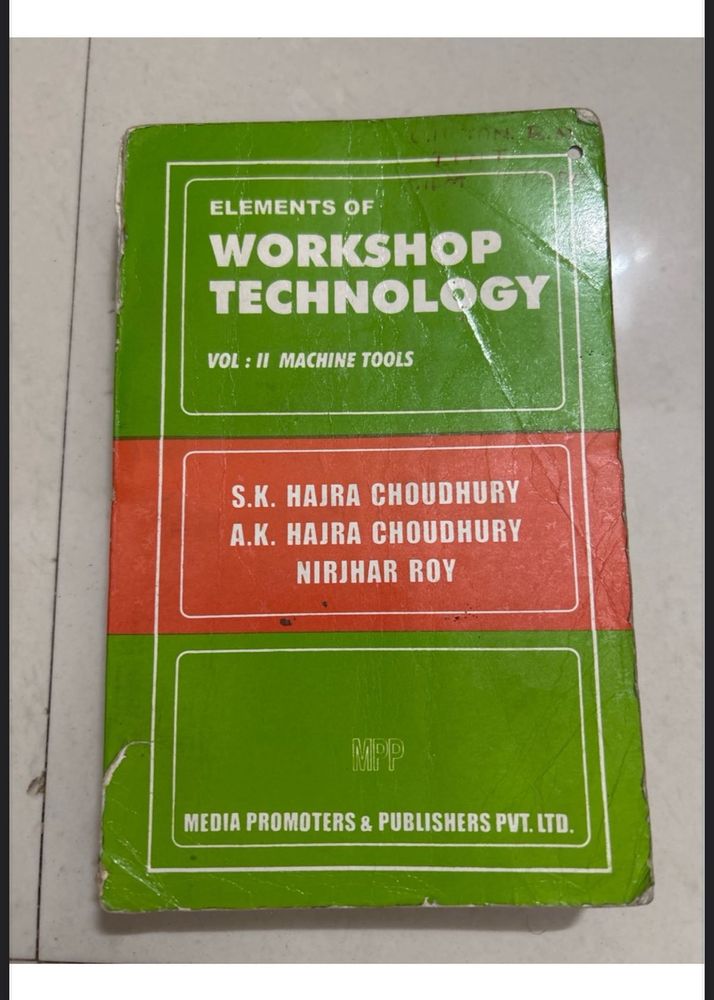 ELEMENTS OF
WORKSHOP
TECHNOLOGY
VOL : II MACHINE TOOLS
S.K. HAJRA CHOUDHURY
A.K. HAJRA CHOUDHURY
NIRJHAR ROY
MPP
MEDIA PROMOTERS & PUBLISHERS PVT. LTD.